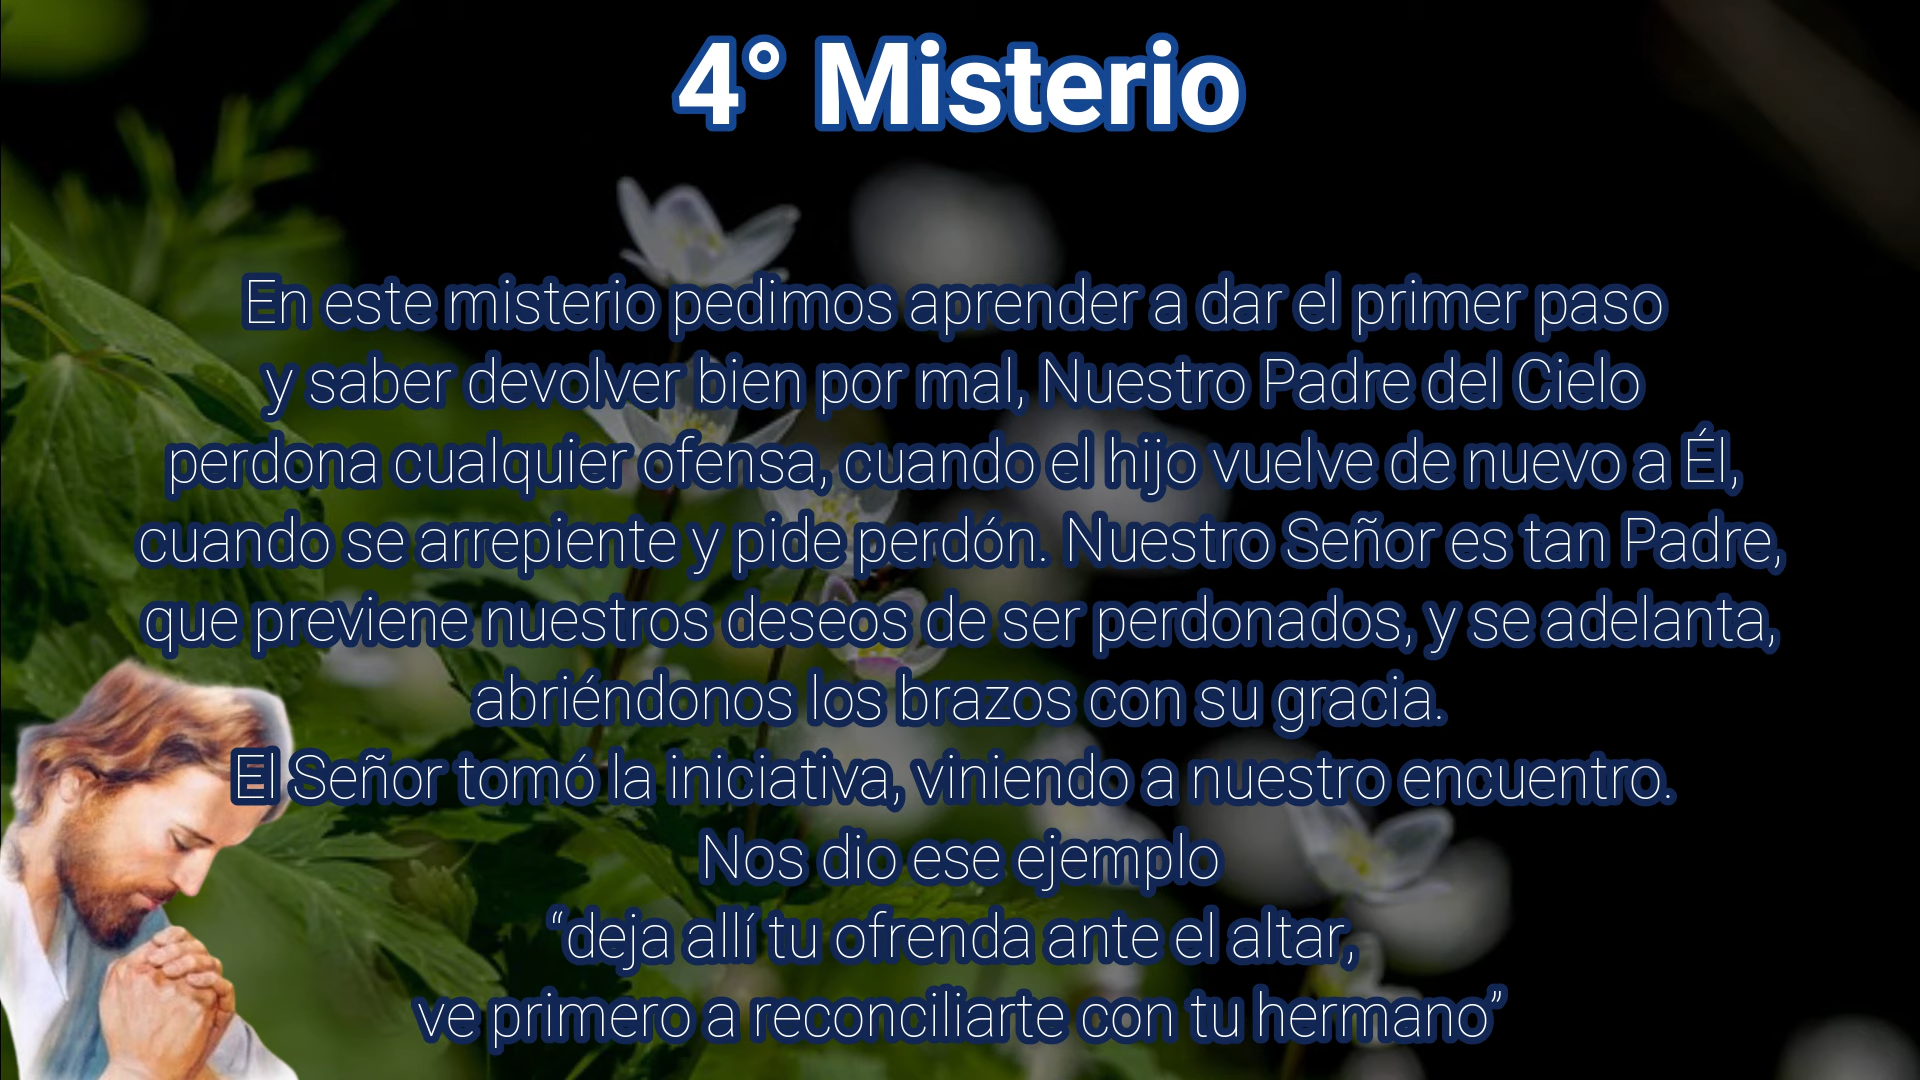 4° Misterio
En este misterio pedimos aprender a dar el primer paso
y saber devolver bien por mal, Nuestro Padre del Cielo
perdona cualquier ofensa, cuando el hijo vuelve de nuevo a Él,
cuando se arrepiente y pide perdón. Nuestro Señor es tan Padre,
que previene nuestros deseos de ser perdonados, y se adelanta,
abriéndonos los brazos con su gracia.
El Señor tomó la iniciativa, viniendo a nuestro encuentro.
Nos dio ese ejemplo
“deja allí tu ofrenda ante el altar,
ve primero a reconciliarte con tu hermano”